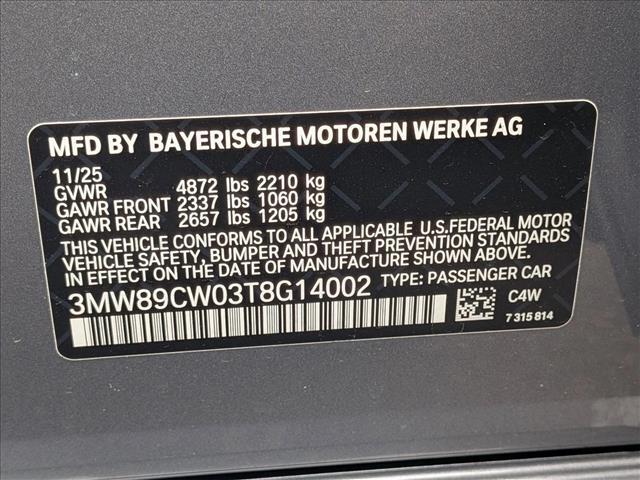 MFD BY BAYERISCHE MOTOREN WERKE AG
11/25
GVWR 4872 lbs 2210 kg
GAWR FRONT 2337 lbs 1060 kg
GAWR REAR 2657 lbs 1205 kg
THIS VEHICLE CONFORMS TO ALL APPLICABLE U.S.FEDERAL MOTOR
VEHICLE SAFETY, BUMPER AND THEFT PREVENTION STANDARDS
IN EFFECT ON THE DATE OF MANUFACTURE SHOWN ABOVE.
3MW89CW03T8G14002 TYPE: PASSENGER CAR
C4W
7 315 814